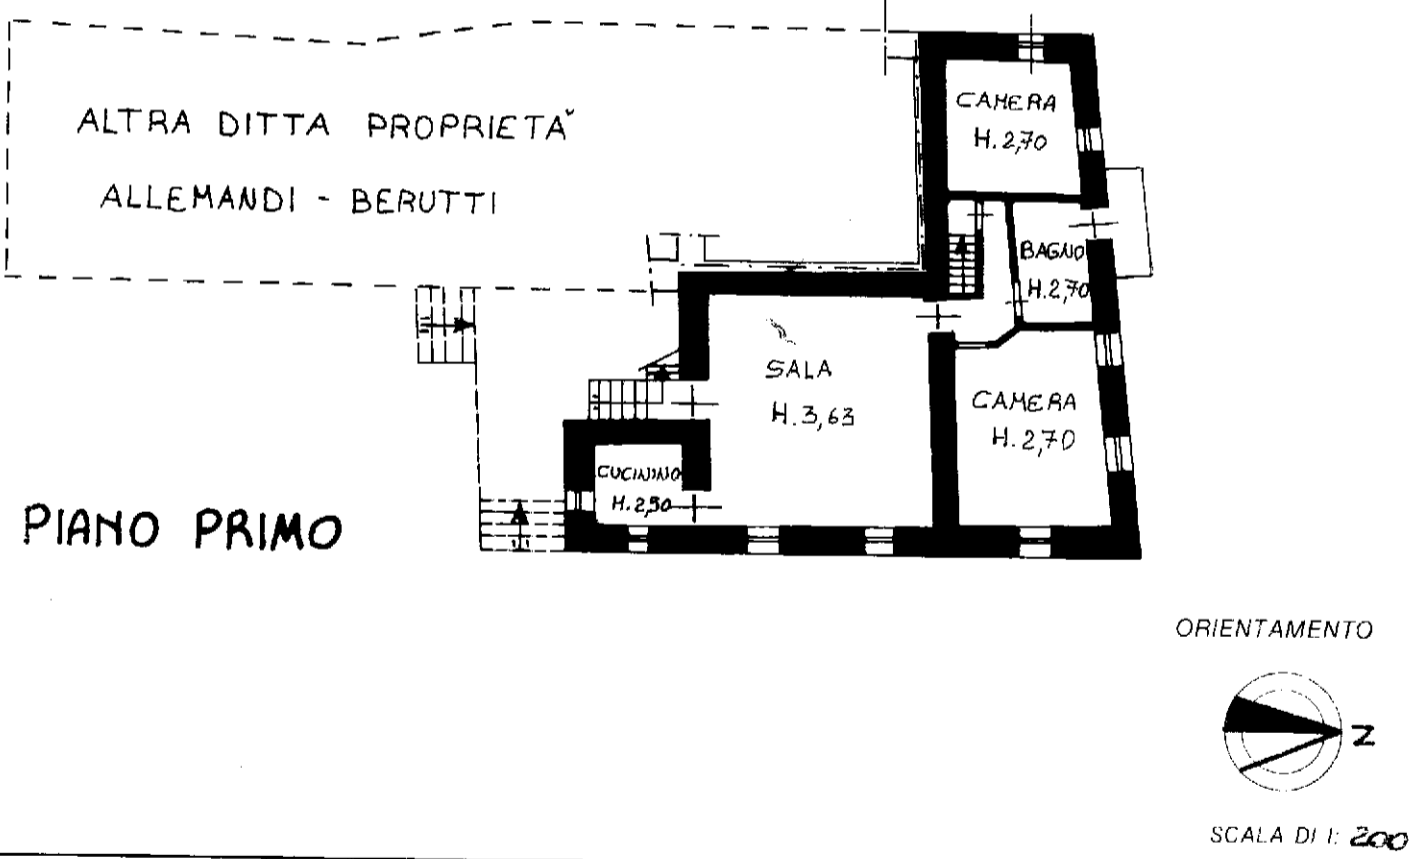 ALTRA DITTA PROPRIETÀ
ALLEMANDI - BERUTTI
CAMERA
H. 2,70
BAGNO
H. 2,70
SALA
H. 3,63
CAMERA
H. 2,70
CUCININO
H. 2,50
PIANO PRIMO
ORIENTAMENTO
N
SCALA DI 1: 200